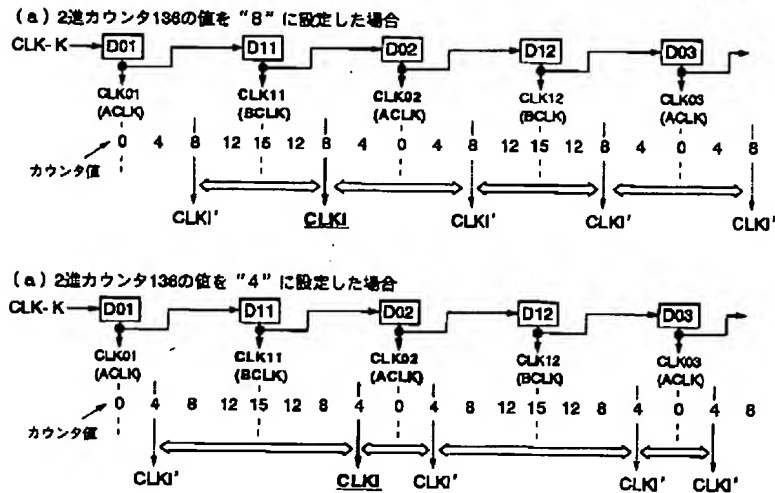 (a) 2進カウンタ136の値を "8" に設定した場合
CLK-K D01 D11 D02 D12 D03
CLK01 CLK11 CLK02 CLK12 CLK03
(ACLK) (BCLK) (ACLK) (BCLK) (ACLK)
0 4 8 12 15 12 8 4 0 4 8 12 15 12 8 4 0 4 8
カウンタ値
CLKI' CLKI CLKI' CLKI' CLKI'
(a) 2進カウンタ136の値を "4" に設定した場合
CLK-K D01 D11 D02 D12 D03
CLK01 CLK11 CLK02 CLK12 CLK03
(ACLK) (BCLK) (ACLK) (BCLK) (ACLK)
0 4 8 12 15 12 8 4 0 4 8 12 15 12 8 4 0 4 8
カウンタ値
CLKI' CLKI CLKI' CLKI' CLKI'